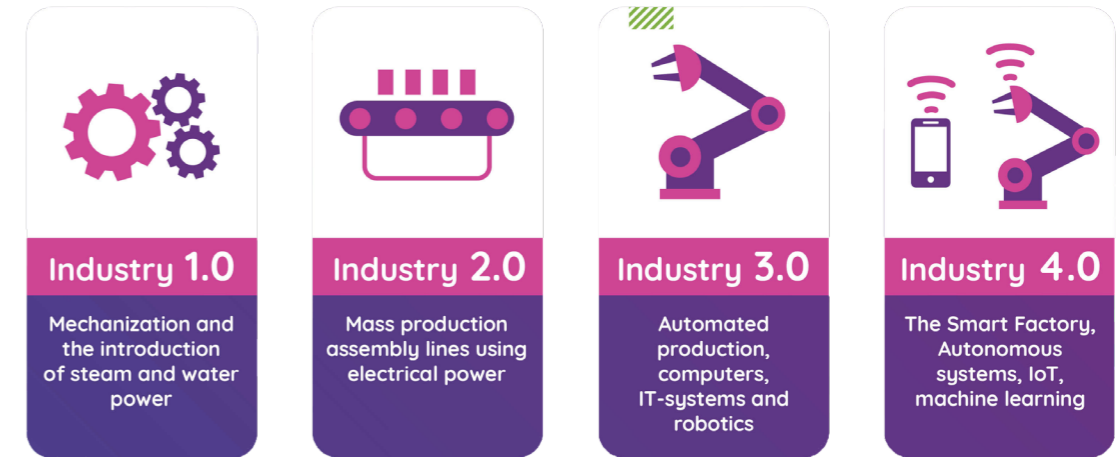 Industry 1.0
Mechanization and
the introduction
of steam and water
power
Industry 2.0
Mass production
assembly lines using
electrical power
Industry 3.0
Automated
production,
computers,
IT-systems and
robotics
Industry 4.0
The Smart Factory,
Autonomous
systems, IoT,
machine learning